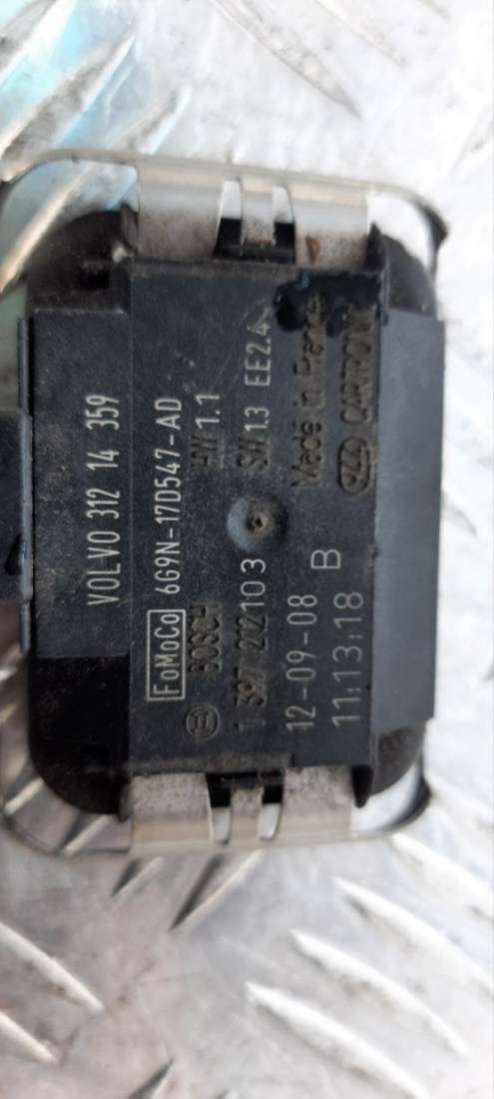 VOLVO 312 14 359
FoMoCo 6G9N-17D547-AD
BOSCH HW 1.1
1 397 212 103 SW 13 EE2.4
12-09-08 Made in France
11:13:18 B